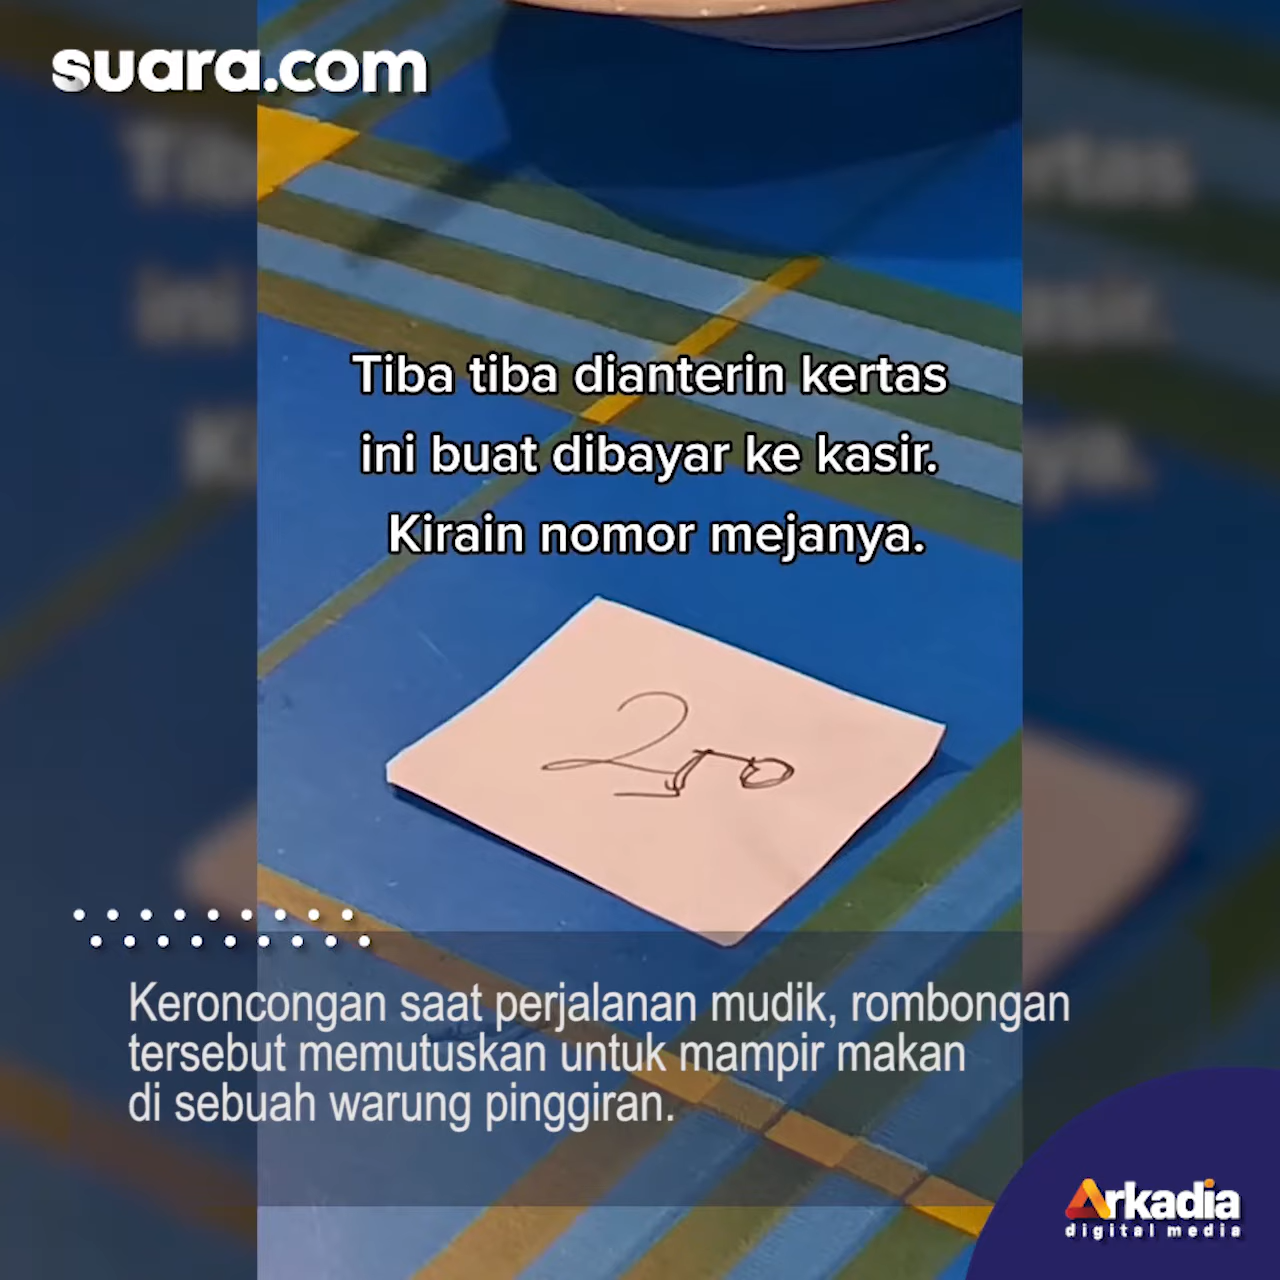 suara.com
Tiba tiba dianterin kertas
ini buat dibayar ke kasir.
Kirain nomor mejanya.
250
Keroncongan saat perjalanan mudik, rombongan
tersebut memutuskan untuk mampir makan
di sebuah warung pinggiran.
Arkadia
digital media